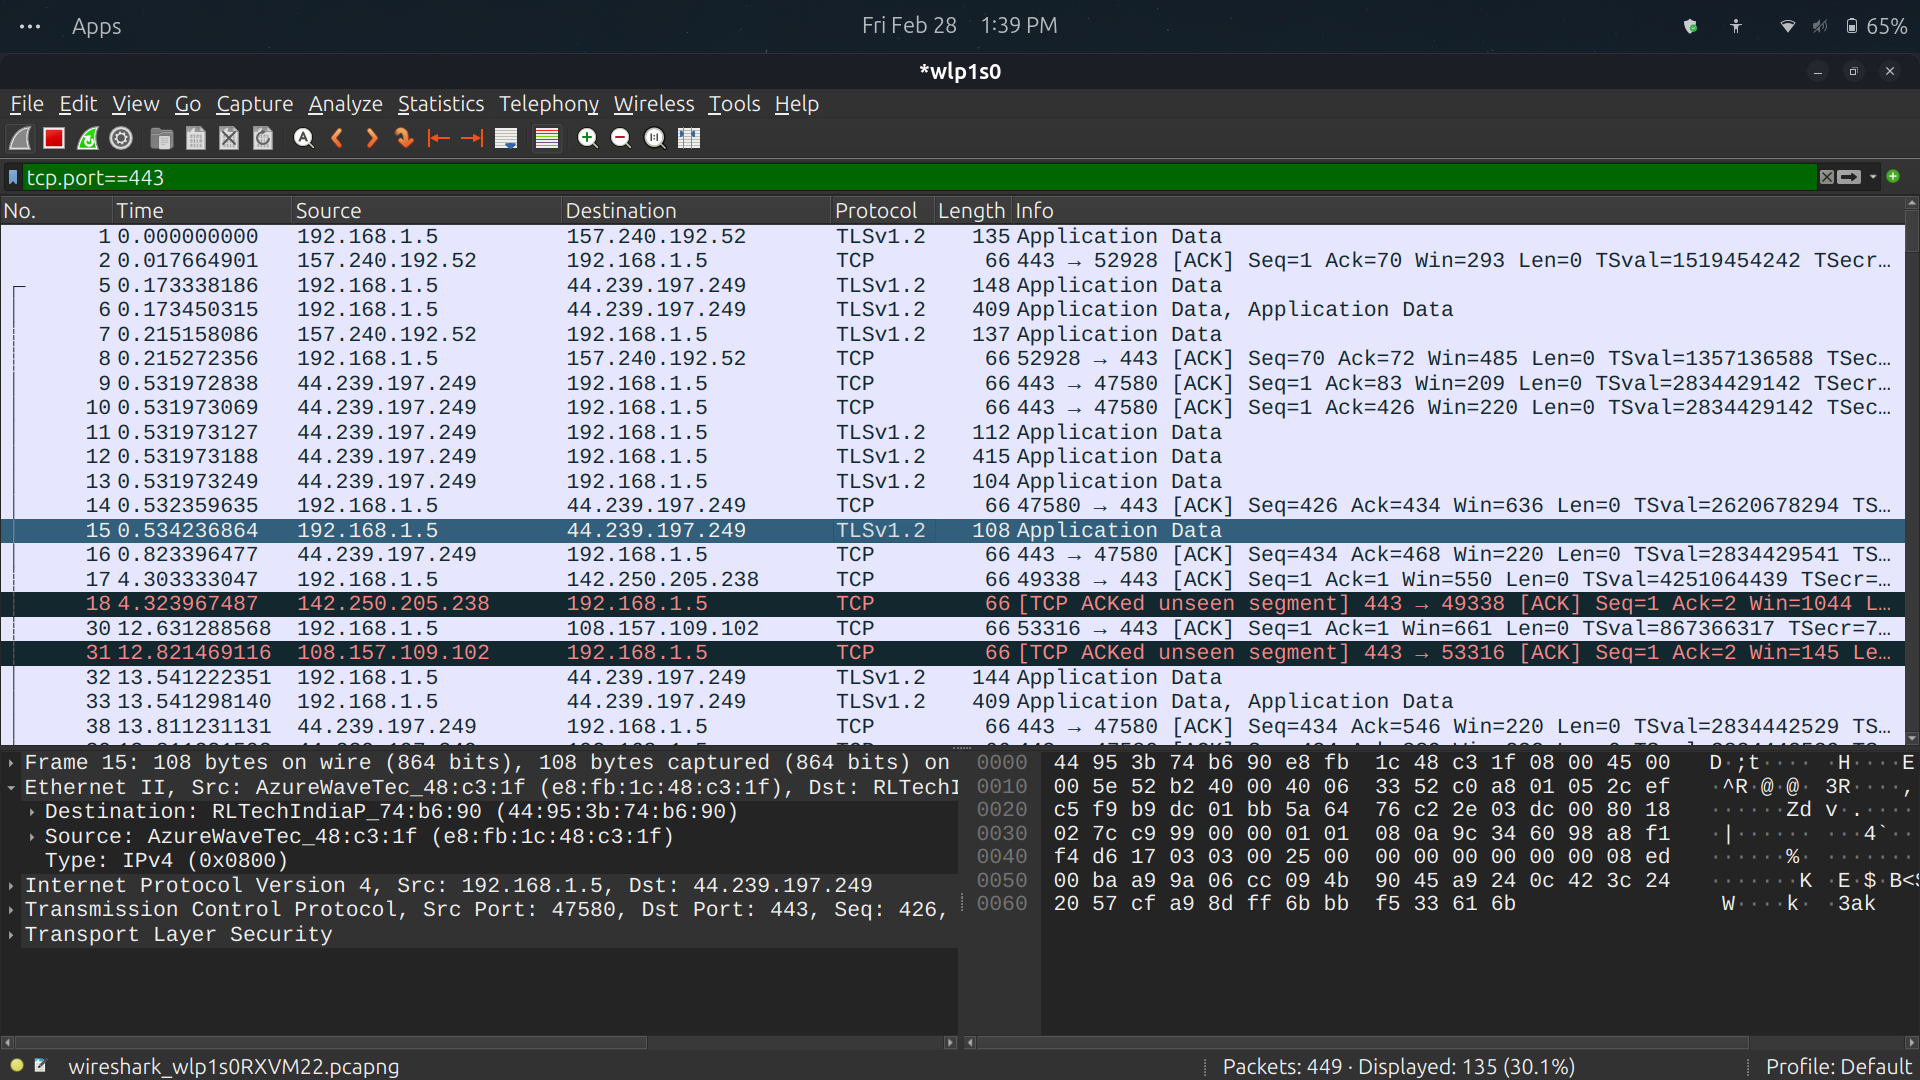 Apps Fri Feb 28 1:39 PM 65%
*wlp1s0
File Edit View Go Capture Analyze Statistics Telephony Wireless Tools Help
tcp.port==443
No. Time Source Destination Protocol Length Info
1 0.000000000 192.168.1.5 157.240.192.52 TLSv1.2 135 Application Data
2 0.017664901 157.240.192.52 192.168.1.5 TCP 66 443 → 52928 [ACK] Seq=1 Ack=70 Win=293 Len=0 TSval=1519454242 TSecr…
5 0.173338186 192.168.1.5 44.239.197.249 TLSv1.2 148 Application Data
6 0.173450315 192.168.1.5 44.239.197.249 TLSv1.2 409 Application Data, Application Data
7 0.215158086 157.240.192.52 192.168.1.5 TLSv1.2 137 Application Data
8 0.215272356 192.168.1.5 157.240.192.52 TCP 66 52928 → 443 [ACK] Seq=70 Ack=72 Win=485 Len=0 TSval=1357136588 TSec…
9 0.531972838 44.239.197.249 192.168.1.5 TCP 66 443 → 47580 [ACK] Seq=1 Ack=83 Win=209 Len=0 TSval=2834429142 TSecr…
10 0.531973069 44.239.197.249 192.168.1.5 TCP 66 443 → 47580 [ACK] Seq=1 Ack=426 Win=220 Len=0 TSval=2834429142 TSec…
11 0.531973127 44.239.197.249 192.168.1.5 TLSv1.2 112 Application Data
12 0.531973188 44.239.197.249 192.168.1.5 TLSv1.2 415 Application Data
13 0.531973249 44.239.197.249 192.168.1.5 TLSv1.2 104 Application Data
14 0.532359635 192.168.1.5 44.239.197.249 TCP 66 47580 → 443 [ACK] Seq=426 Ack=434 Win=636 Len=0 TSval=2620678294 TS…
15 0.534236864 192.168.1.5 44.239.197.249 TLSv1.2 108 Application Data
16 0.823396477 44.239.197.249 192.168.1.5 TCP 66 443 → 47580 [ACK] Seq=434 Ack=468 Win=220 Len=0 TSval=2834429541 TS…
17 4.303333047 192.168.1.5 142.250.205.238 TCP 66 49338 → 443 [ACK] Seq=1 Ack=1 Win=550 Len=0 TSval=4251064439 TSecr=…
18 4.323967487 142.250.205.238 192.168.1.5 TCP 66 [TCP ACKed unseen segment] 443 → 49338 [ACK] Seq=1 Ack=2 Win=1044 L…
30 12.631288568 192.168.1.5 108.157.109.102 TCP 66 53316 → 443 [ACK] Seq=1 Ack=1 Win=661 Len=0 TSval=867366317 TSecr=7…
31 12.821469116 108.157.109.102 192.168.1.5 TCP 66 [TCP ACKed unseen segment] 443 → 53316 [ACK] Seq=1 Ack=2 Win=145 Le…
32 13.541222351 192.168.1.5 44.239.197.249 TLSv1.2 144 Application Data
33 13.541298140 192.168.1.5 44.239.197.249 TLSv1.2 409 Application Data, Application Data
38 13.811231131 44.239.197.249 192.168.1.5 TCP 66 443 → 47580 [ACK] Seq=434 Ack=546 Win=220 Len=0 TSval=2834442529 TS…
Frame 15: 108 bytes on wire (864 bits), 108 bytes captured (864 bits) on
Ethernet II, Src: AzureWaveTec_48:c3:1f (e8:fb:1c:48:c3:1f), Dst: RLTechI
Destination: RLTechIndiaP_74:b6:90 (44:95:3b:74:b6:90)
Source: AzureWaveTec_48:c3:1f (e8:fb:1c:48:c3:1f)
Type: IPv4 (0x0800)
Internet Protocol Version 4, Src: 192.168.1.5, Dst: 44.239.197.249
Transmission Control Protocol, Src Port: 47580, Dst Port: 443, Seq: 426,
Transport Layer Security
0000 44 95 3b 74 b6 90 e8 fb 1c 48 c3 1f 08 00 45 00 D·;t···· ·H····E·
0010 00 5e 52 b2 40 00 40 06 33 52 c0 a8 01 05 2c ef ·^R·@·@· 3R····,·
0020 c5 f9 b9 dc 01 bb 5a 64 76 c2 2e 03 dc 00 80 18 ······Zd v·.·····
0030 02 7c c9 99 00 00 01 01 08 0a 9c 34 60 98 a8 f1 ·|······ ···4`···
0040 f4 d6 17 03 03 00 25 00 00 00 00 00 00 00 08 ed ······%· ········
0050 00 ba a9 9a 06 cc 09 4b 90 45 a9 24 0c 42 3c 24 ·······K ·E·$·B<$
0060 20 57 cf a9 8d ff 6b bb f5 33 61 6b  W····k· ·3ak
wireshark_wlp1s0RXVM22.pcapng Packets: 449 · Displayed: 135 (30.1%) Profile: Default